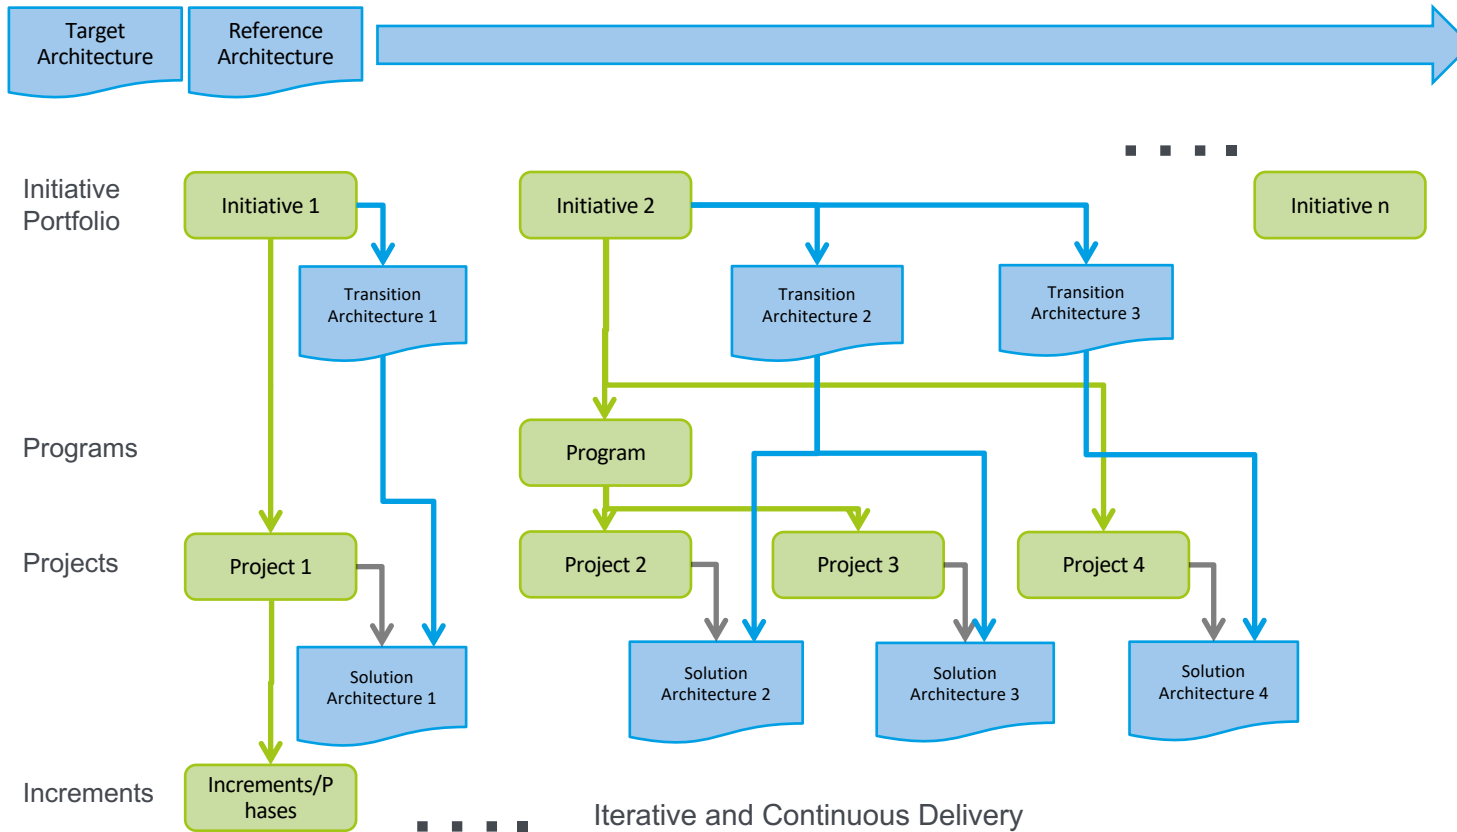 Target
Architecture
Reference
Architecture
Initiative
Portfolio
Initiative 1
Initiative 2
Initiative n
Transition
Architecture 1
Transition
Architecture 2
Transition
Architecture 3
Programs
Program
Projects
Project 1
Project 2
Project 3
Project 4
Solution
Architecture 1
Solution
Architecture 2
Solution
Architecture 3
Solution
Architecture 4
Increments
Increments/P
hases
Iterative and Continuous Delivery